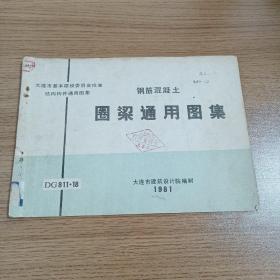 大连市基本建设委员会批准
结构构件通用图集
钢筋混凝土
圈梁通用图集
DG811·18
大连市建筑设计院编制
1981